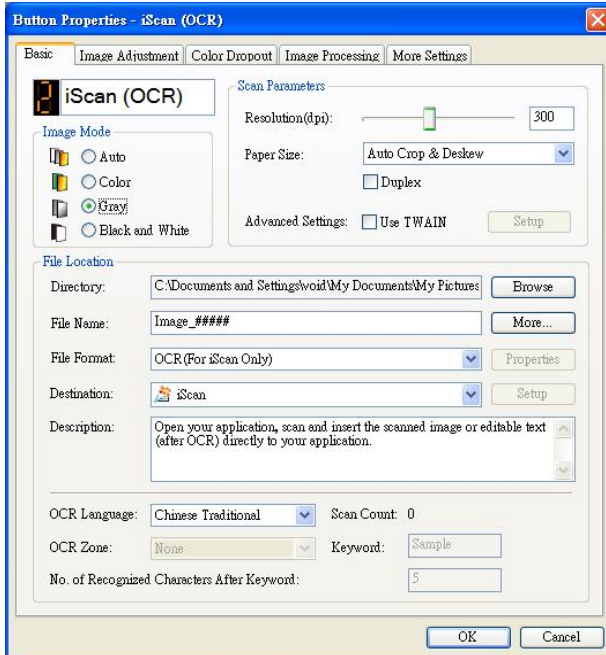 Button Properties - iScan (OCR)
Basic Image Adjustment Color Dropout Image Processing More Settings
2 iScan (OCR)
Image Mode
Auto
Color
Gray
Black and White
Scan Parameters
Resolution(dpi): 300
Paper Size: Auto Crop & Deskew
Duplex
Advanced Settings: Use TWAIN Setup
File Location
Directory: C:\Documents and Settings\void\My Documents\My Pictures Browse
File Name: Image_##### More...
File Format: OCR(For iScan Only) Properties
Destination: iScan Setup
Description: Open your application, scan and insert the scanned image or editable text
(after OCR) directly to your application.
OCR Language: Chinese Traditional Scan Count: 0
OCR Zone: None Keyword: Sample
No. of Recognized Characters After Keyword: 5
OK Cancel